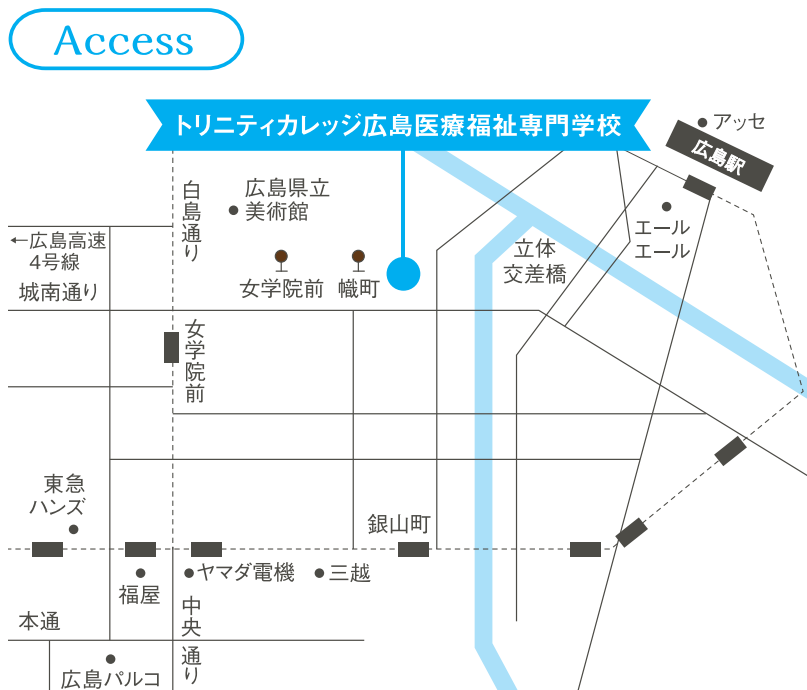 Access
トリニティカレッジ広島医療福祉専門学校
アッセ
広島駅
白島通り
広島県立
美術館
エール
エール
←広島高速
4号線
立体
交差橋
女学院前
幟町
城南通り
女学院前
東急
ハンズ
銀山町
ヤマダ電機
三越
福屋
中央通り
本通
広島パルコ